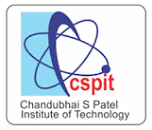 cspit
Chandubhai S Patel
Institute of Technology